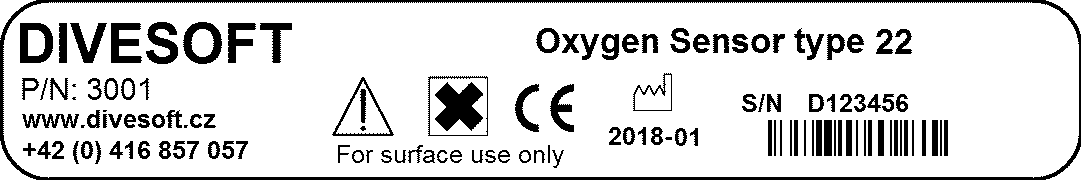 DIVESOFT
P/N: 3001
www.divesoft.cz
+42 (0) 416 857 057
For surface use only
CE
Oxygen Sensor type 22
2018-01
S/N D123456